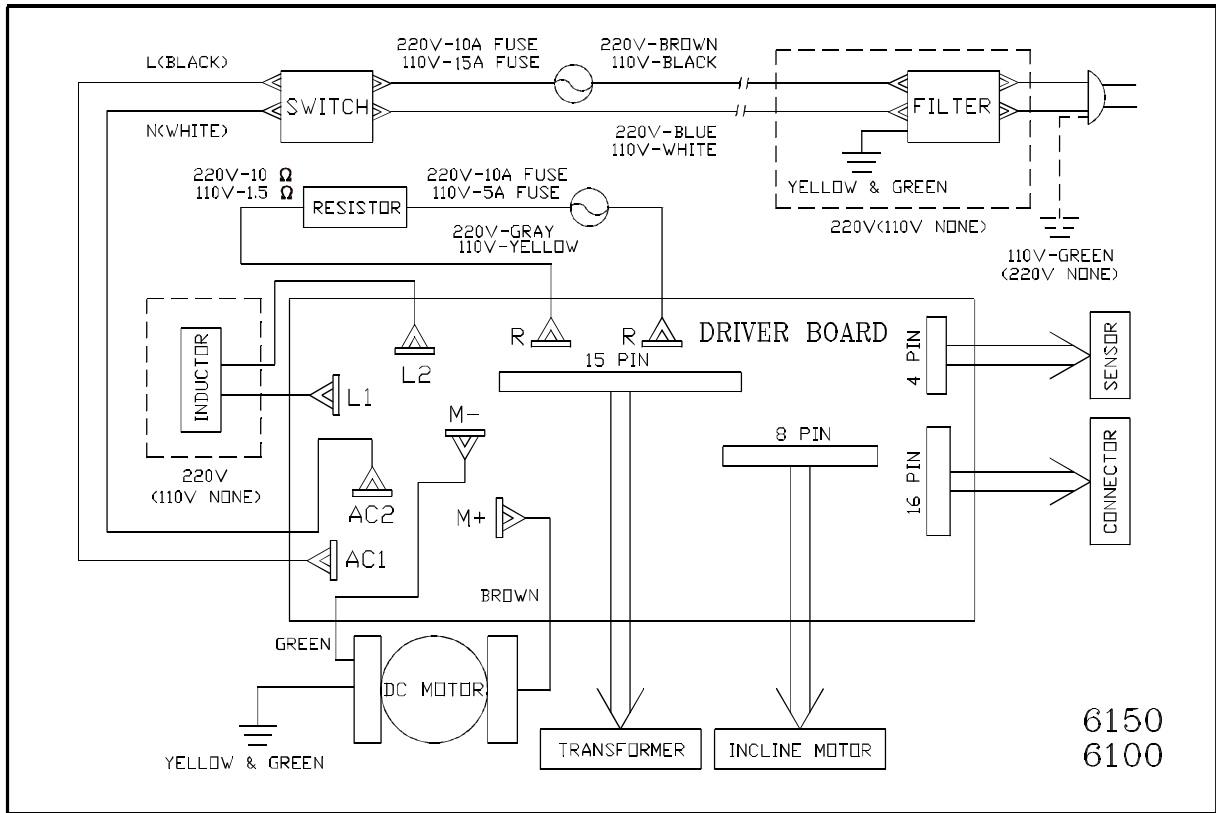 220V-10A FUSE
110V-15A FUSE
220V-BROWN
110V-BLACK
L(BLACK)
SWITCH
FILTER
N(WHITE)
220V-BLUE
110V-WHITE
YELLOW & GREEN
220V(110V NONE)
110V-GREEN
(220V NONE)
220V-10 Ω
110V-1.5 Ω
RESISTOR
220V-10A FUSE
110V-5A FUSE
220V-GRAY
110V-YELLOW
INDUCTOR
220V
(110V NONE)
L2
L1
R
R
DRIVER BOARD
15 PIN
4 PIN
SENSOR
M-
8 PIN
16 PIN
CONNECTOR
AC2
M+
AC1
BROWN
GREEN
DC MOTOR
YELLOW & GREEN
TRANSFORMER
INCLINE MOTOR
6150
6100